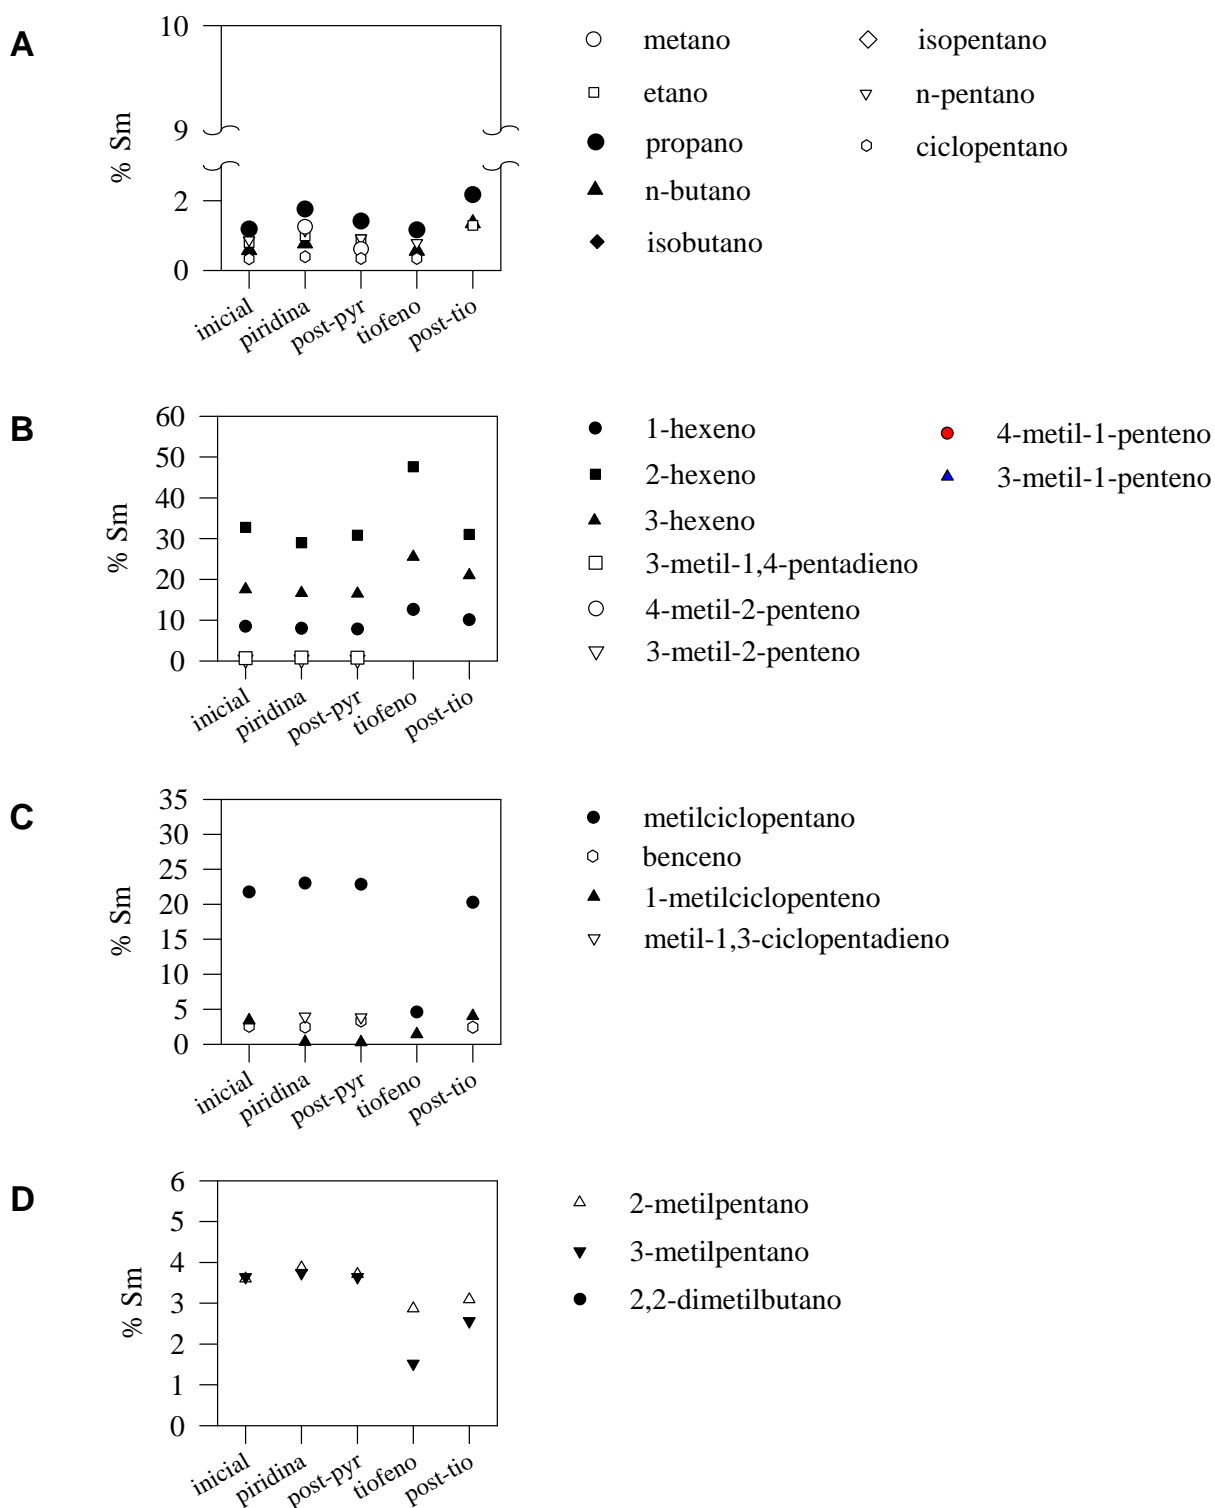 A
% Sm
10
9
2
0
inicial
piridina
post-pyr
tiofeno
post-tio
metano
etano
propano
n-butano
isobutano
isopentano
n-pentano
ciclopentano
B
% Sm
60
50
40
30
20
10
0
inicial
piridina
post-pyr
tiofeno
post-tio
1-hexeno
2-hexeno
3-hexeno
3-metil-1,4-pentadieno
4-metil-2-penteno
3-metil-2-penteno
4-metil-1-penteno
3-metil-1-penteno
C
% Sm
35
30
25
20
15
10
5
0
inicial
piridina
post-pyr
tiofeno
post-tio
metilciclopentano
benceno
1-metilciclopenteno
metil-1,3-ciclopentadieno
D
% Sm
6
5
4
3
2
1
0
inicial
piridina
post-pyr
tiofeno
post-tio
2-metilpentano
3-metilpentano
2,2-dimetilbutano